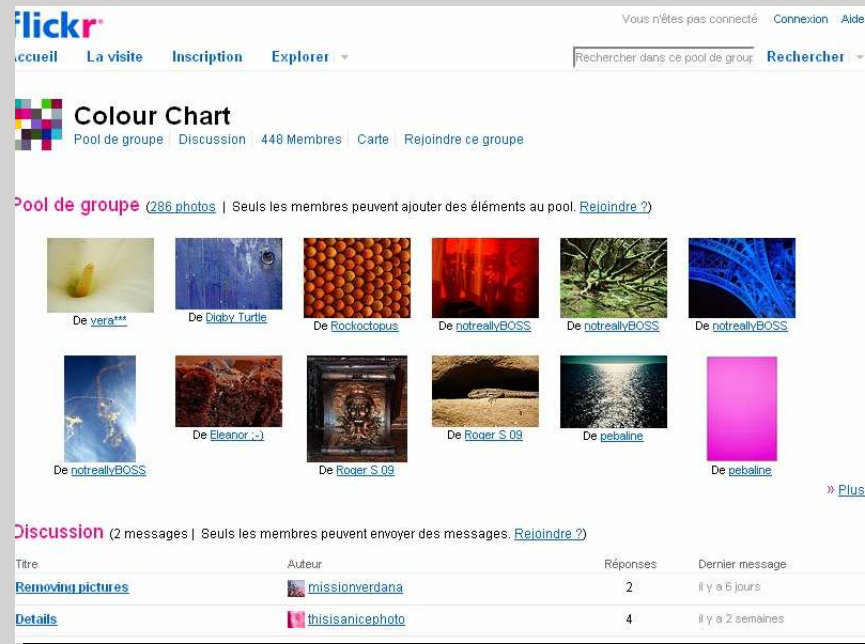 flickr
Vous n'êtes pas connecté Connexion Aide
Accueil La visite Inscription Explorer Rechercher dans ce pool de group Rechercher
Colour Chart
Pool de groupe Discussion 448 Membres Carte Rejoindre ce groupe
Pool de groupe (286 photos | Seuls les membres peuvent ajouter des éléments au pool. Rejoindre ?)
De vera***
De Digby Turtle
De Rockoctopus
De notreallyBOSS
De notreallyBOSS
De notreallyBOSS
De notreallyBOSS
De Eleanor ;-)
De Roger S 09
De Roger S 09
De pebaline
De pebaline
» Plus
Discussion (2 messages | Seuls les membres peuvent envoyer des messages. Rejoindre ?)
Titre Auteur Réponses Dernier message
Removing pictures missionverdana 2 il y a 6 jours
Details thisisanicephoto 4 il y a 2 semaines